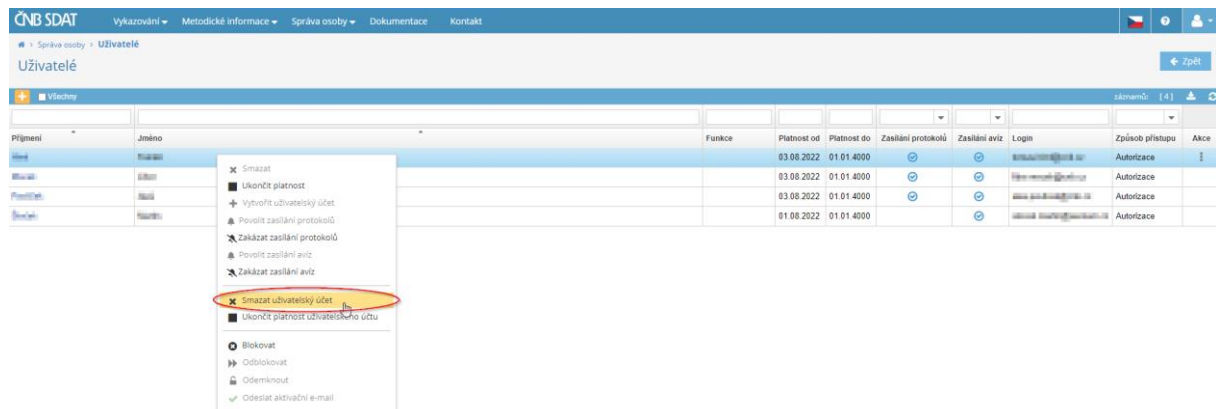 ČNB SDAT Vykazování Metodické informace Správa osoby Dokumentace Kontakt
Správa osoby > Uživatelé
Uživatelé
Zpět
Všechny záznamů: [4]
Příjmení Jméno Funkce Platnost od Platnost do Zasílání protokolů Zasílání avíz Login Způsob přístupu Akce
03.08.2022 01.01.4000 Autorizace
03.08.2022 01.01.4000 Autorizace
03.08.2022 01.01.4000 Autorizace
01.08.2022 01.01.4000 Autorizace
Smazat
Ukončit platnost
Vytvořit uživatelský účet
Povolit zasílání protokolů
Zakázat zasílání protokolů
Povolit zasílání avíz
Zakázat zasílání avíz
Smazat uživatelský účet
Ukončit platnost uživatelského účtu
Blokovat
Odblokovat
Odemknout
Odeslat aktivační e-mail